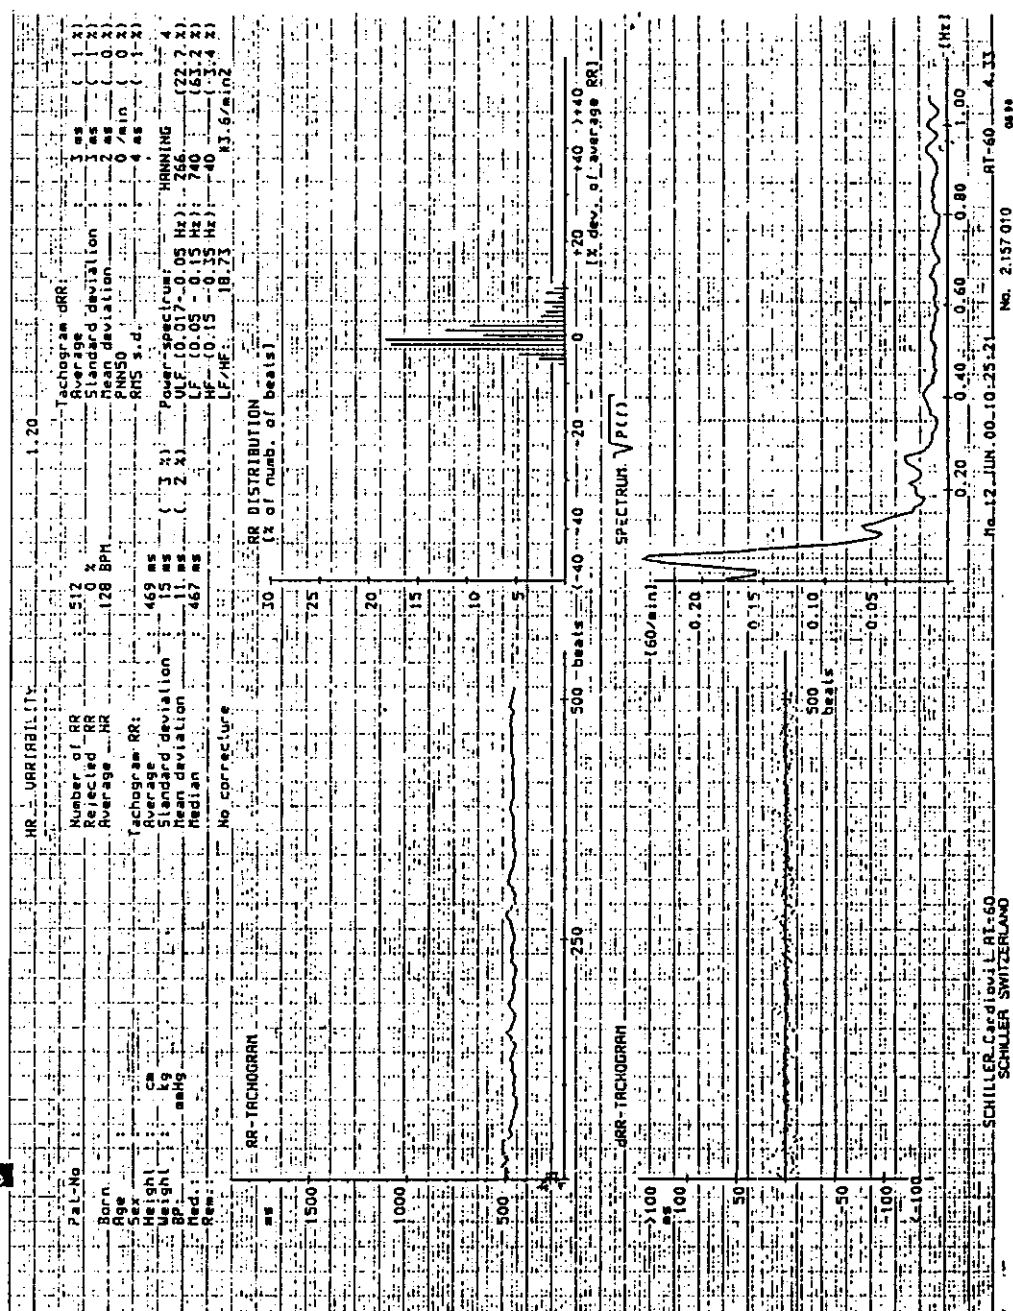 HR - VARIABILITY
1.20
Pat-No :
Born :
Age :
Sex :
Height : cm
Weight : kg
BP : mmHg
Med. :
Rem. :
Number of RR : 512
Rejected RR : 0 %
Average HR : 128 BPM
Tachogram RR:
Average : 469 ms
Standard deviation : 15 ms ( 3 %)
Mean deviation : 11 ms ( 2 %)
Median : 467 ms
No correcture
Tachogram dRR:
Average : 3 ms ( 1 %)
Standard deviation : 3 ms ( 1 %)
Mean deviation : 2 ms ( 0 %)
PNN50 : 0 /min ( 0 %)
RMS s.d. : 4 ms ( 1 %)
Power spectrum: HANNING 4
VLF (0.017 - 0.05 Hz): 266 (22.7 %)
LF (0.05 - 0.15 Hz): 740 (63.2 %)
HF (0.15 - 0.35 Hz): 40 ( 3.4 %)
LF/HF: 18.73
RR-TACHOGRAM
ms
1500
1000
500
250
500 beats
RR DISTRIBUTION
(% of numb. of beats)
30
25
20
15
10
5
(-40 -40 -20 0 +20 +40 )+40
[% dev. of average RR]
dRR-TACHOGRAM
>100
ms
50
-50
-100
(-100
500
beats
SPECTRUM √P(f)
[60/min]
0.20
0.15
0.10
0.05
0.20 0.40 0.60 0.80 1.00 [Hz]
SCHILLER Cardiovit AT-60
SCHILLER SWITZERLAND
Mo 12 JUN 00 10:25:21
AT-60 4.33
No. 2.157 010